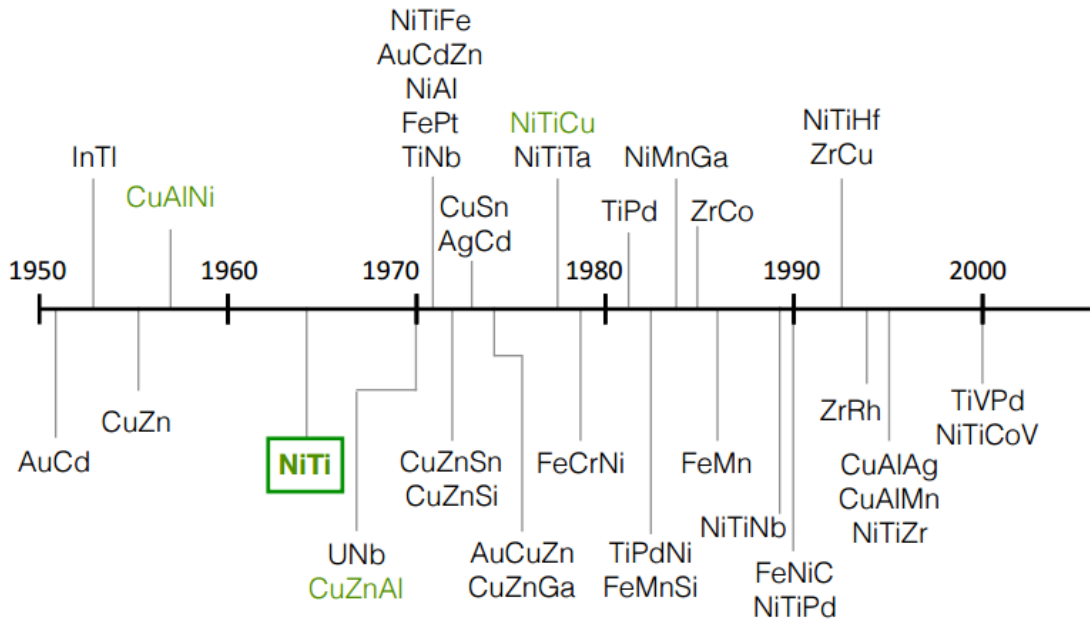 NiTiFe
AuCdZn
NiAl
FePt
TiNb
InTl
CuAlNi
NiTiCu
NiTiTa
CuSn
AgCd
TiPd
NiMnGa
ZrCo
NiTiHf
ZrCu
1950
1960
1970
1980
1990
2000
AuCd
CuZn
NiTi
UNb
CuZnAl
CuZnSn
CuZnSi
AuCuZn
CuZnGa
FeCrNi
TiPdNi
FeMnSi
FeMn
NiTiNb
FeNiC
NiTiPd
ZrRh
CuAlAg
CuAlMn
NiTiZr
TiVPd
NiTiCoV